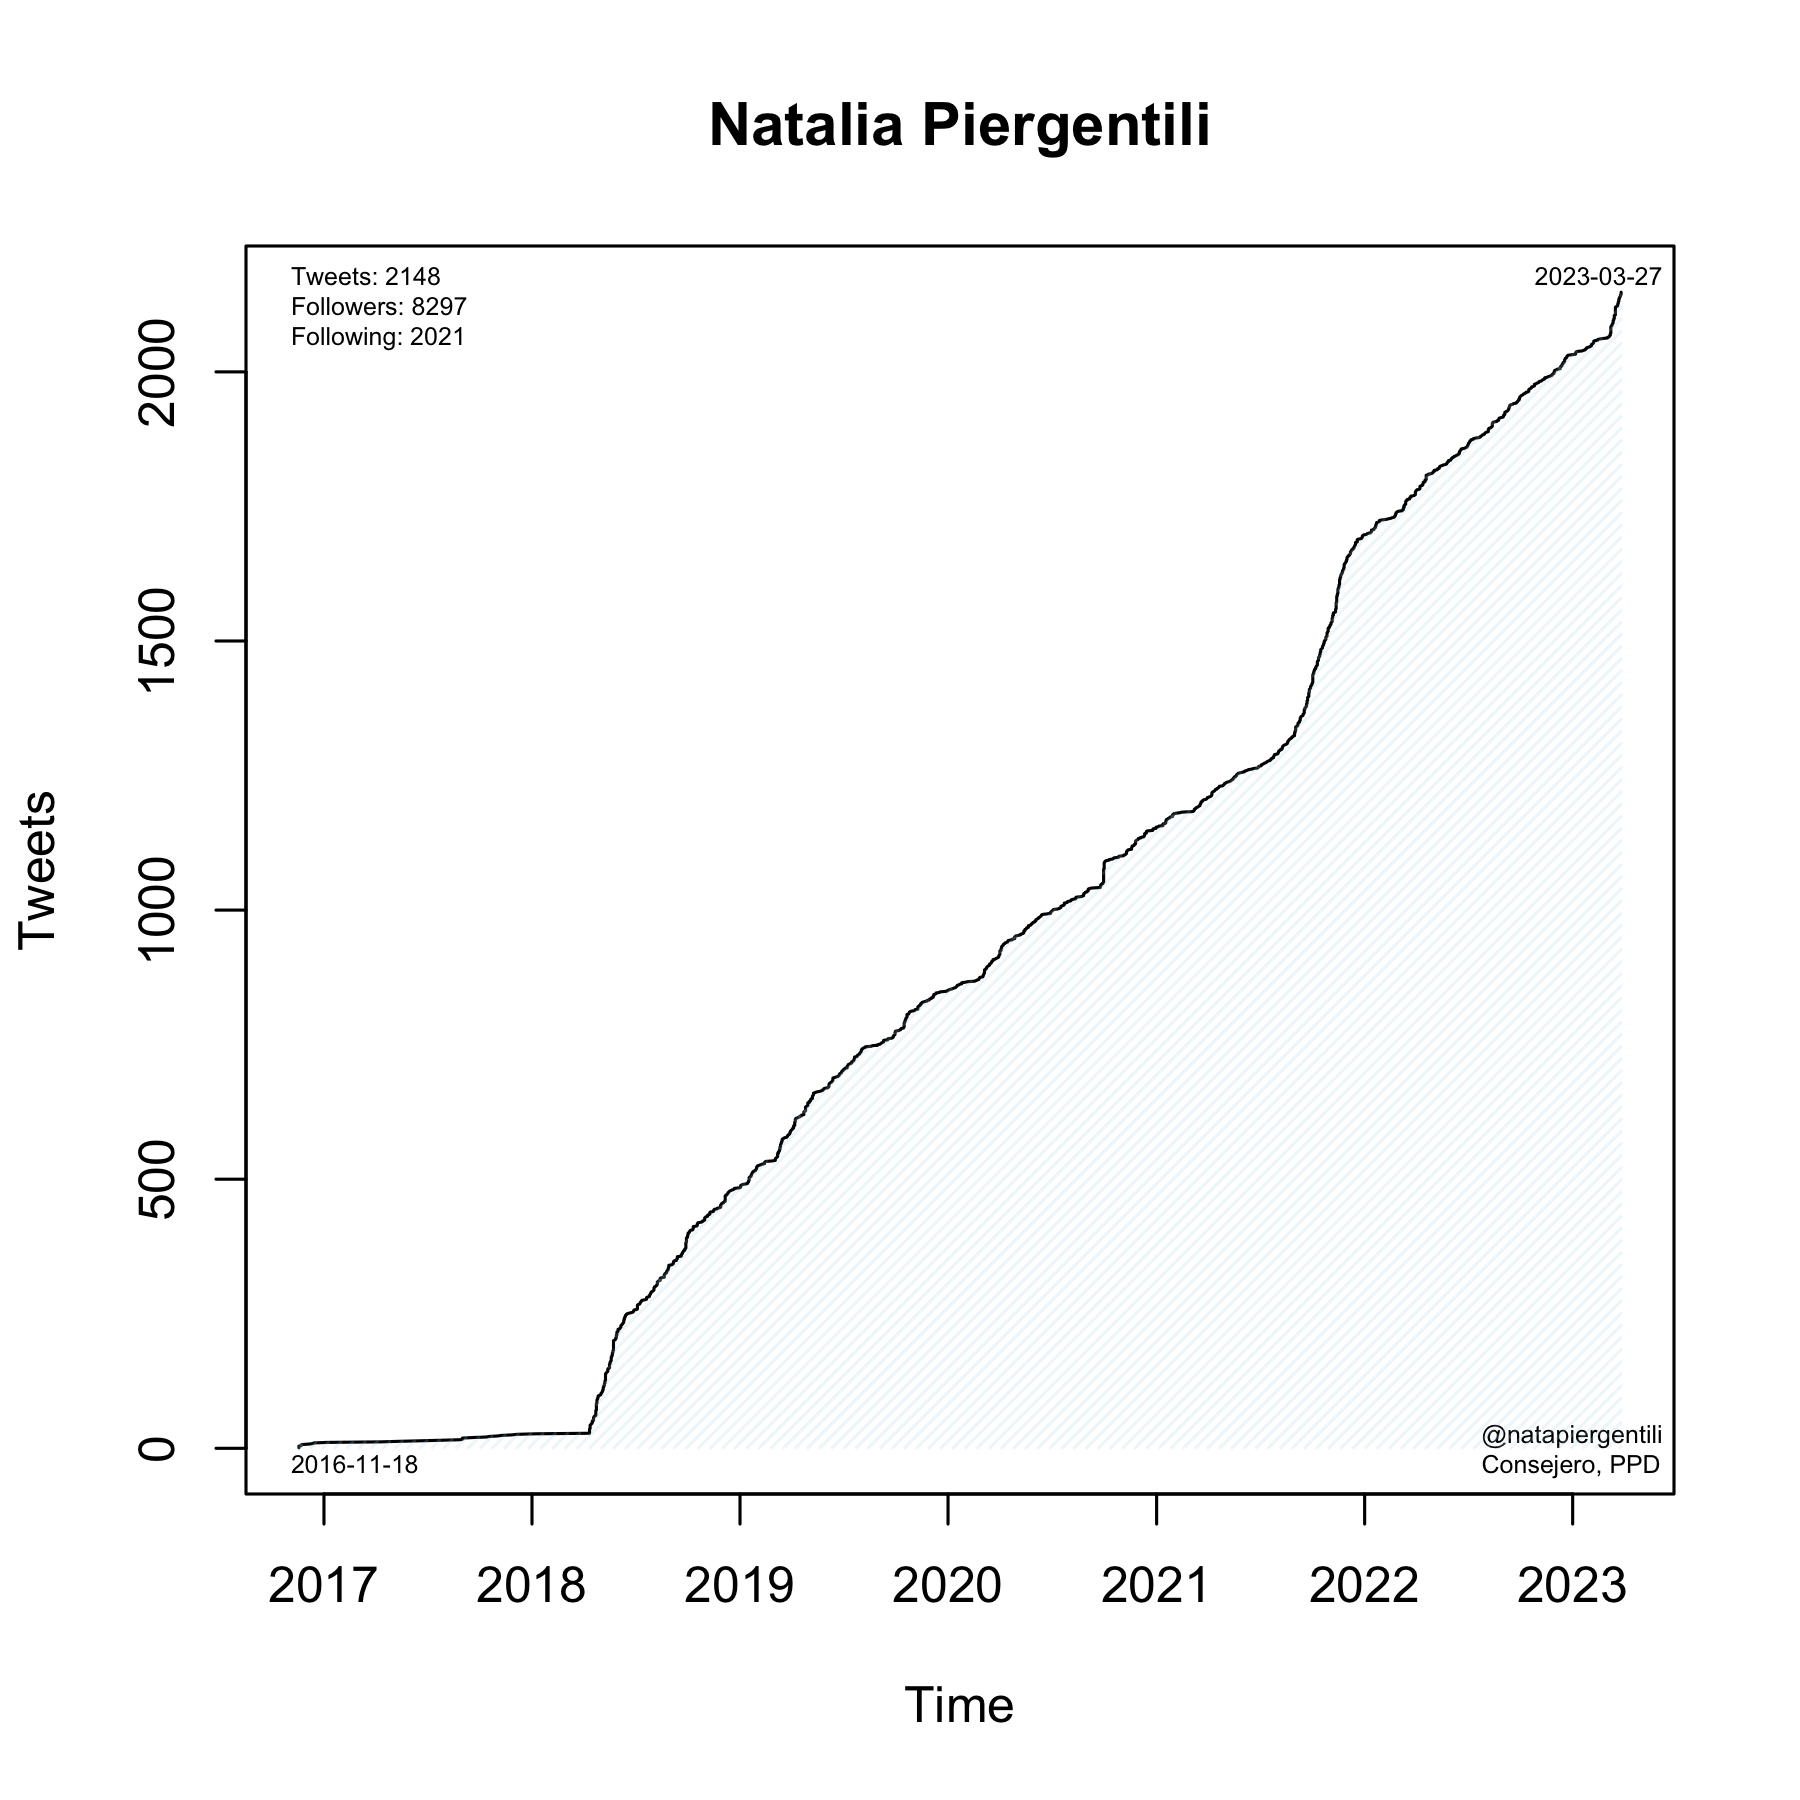 Natalia Piergentili
Tweets: 2148
Followers: 8297
Following: 2021
2023-03-27
2000
1500
1000
500
0
Tweets
@natapiergentili
Consejero, PPD
2016-11-18
2017 2018 2019 2020 2021 2022 2023
Time